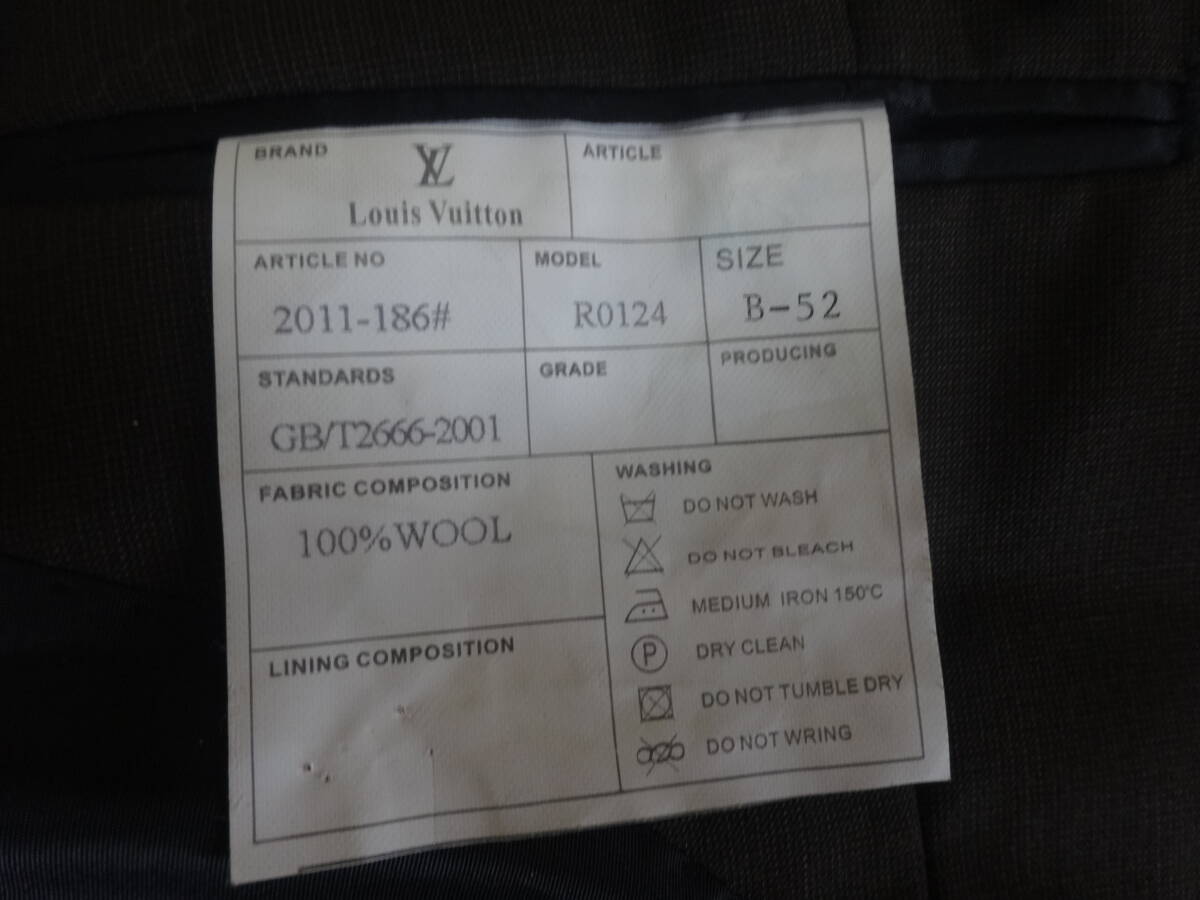 BRAND
LV
Louis Vuitton
ARTICLE
ARTICLE NO
2011-186#
MODEL
R0124
SIZE
B-52
STANDARDS
GB/T2666-2001
GRADE
PRODUCING
FABRIC COMPOSITION
100%WOOL
LINING COMPOSITION
WASHING
DO NOT WASH
DO NOT BLEACH
MEDIUM IRON 150°C
P DRY CLEAN
DO NOT TUMBLE DRY
DO NOT WRING